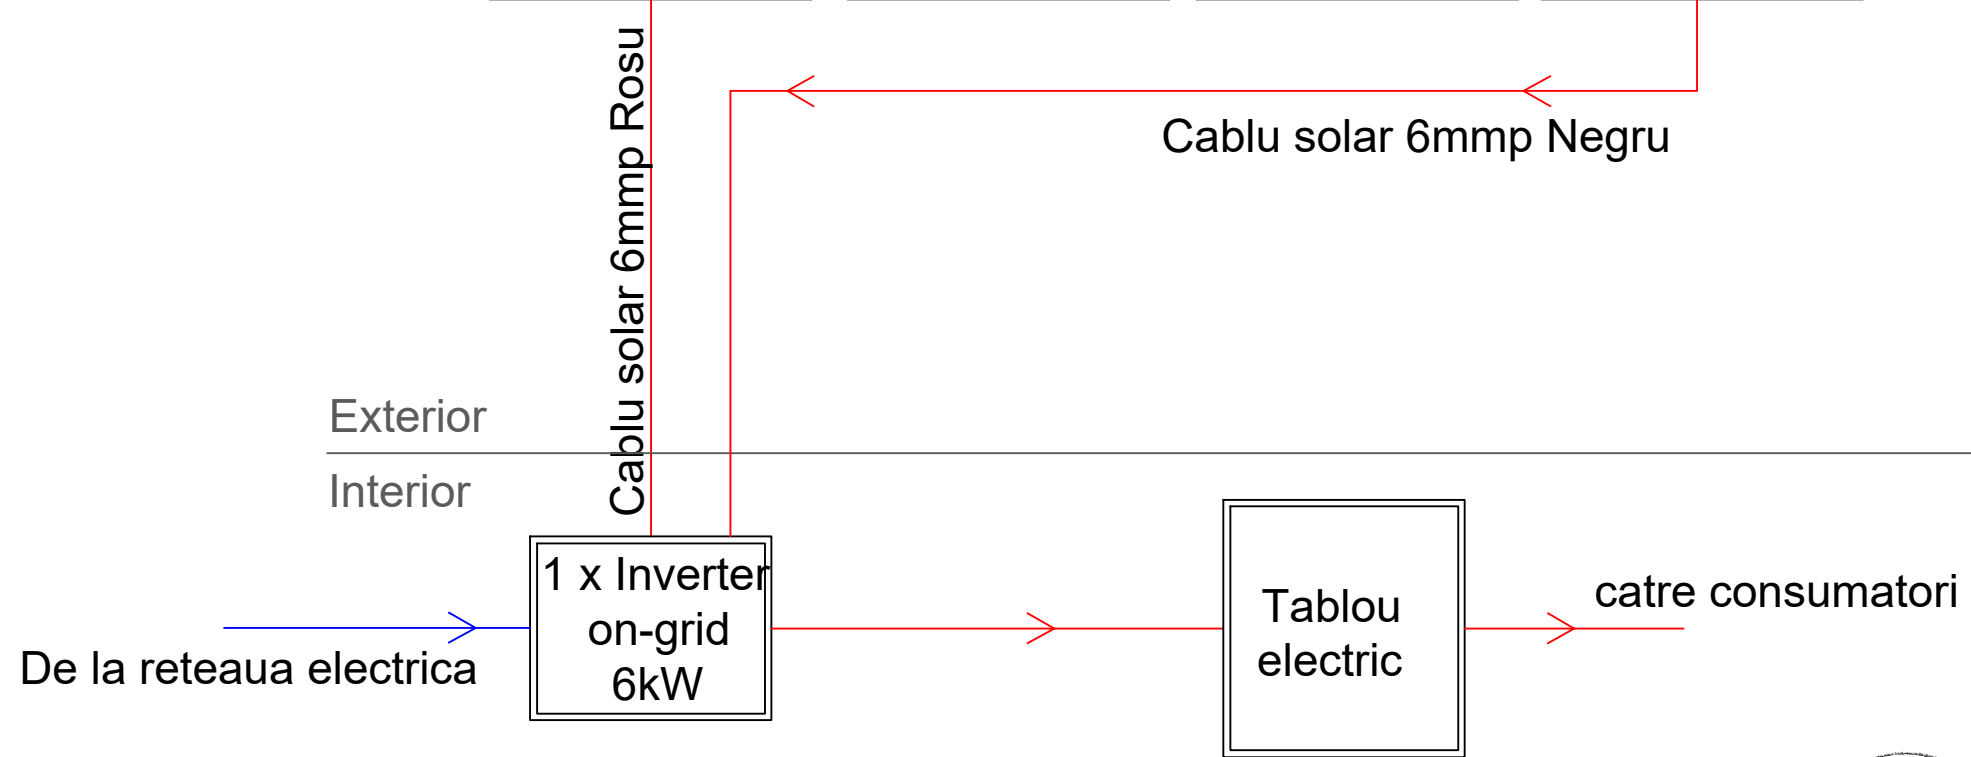 Cablu solar 6mmp Rosu
Cablu solar 6mmp Negru
Exterior
Interior
1 x Inverter
on-grid
6kW
De la reteaua electrica
Tablou
electric
catre consumatori